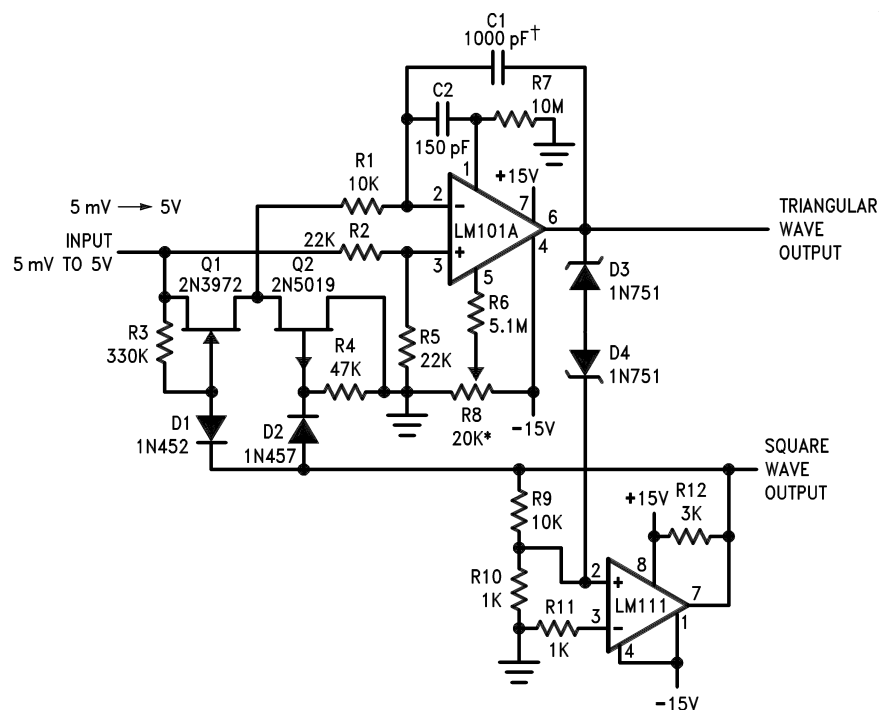 C1
1000 pF†
C2
150 pF
R7
10M
R1
10K
1
+15V
5 mV → 5V
2
−
7
6
TRIANGULAR
WAVE
OUTPUT
LM101A
INPUT
5 mV TO 5V
22K
R2
+
3
4
5
Q1
2N3972
Q2
2N5019
D3
1N751
R6
5.1M
R3
330K
R4
47K
R5
22K
D4
1N751
R8
20K*
−15V
D1
1N452
D2
1N457
SQUARE
WAVE
OUTPUT
R9
10K
+15V
R12
3K
R10
1K
8
2
+
LM111
7
R11
1K
3
−
1
4
−15V